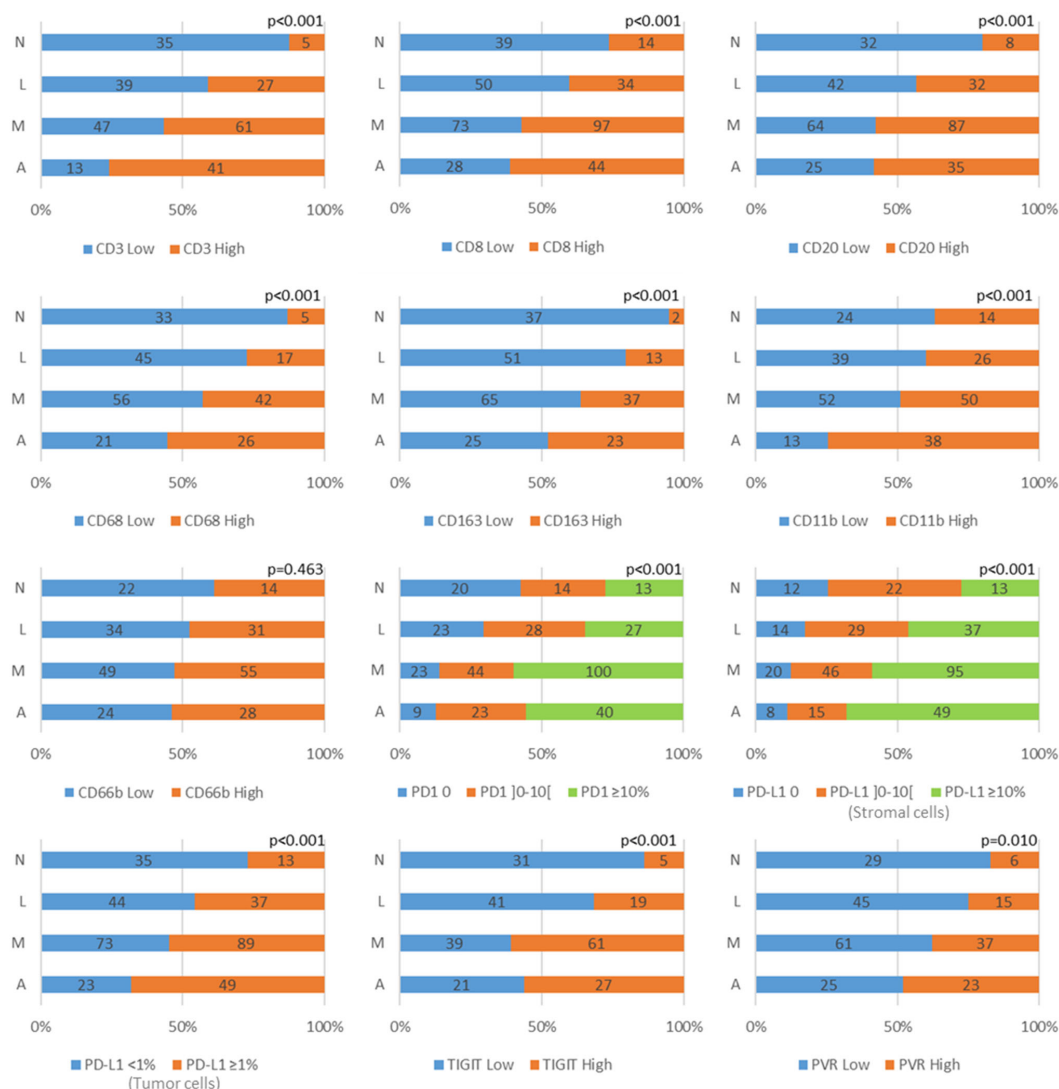 p<0.001
N 35 5
L 39 27
M 47 61
A 13 41
0% 50% 100%
CD3 Low CD3 High
p<0.001
N 39 14
L 50 34
M 73 97
A 28 44
0% 50% 100%
CD8 Low CD8 High
p<0.001
N 32 8
L 42 32
M 64 87
A 25 35
0% 50% 100%
CD20 Low CD20 High
p<0.001
N 33 5
L 45 17
M 56 42
A 21 26
0% 50% 100%
CD68 Low CD68 High
p<0.001
N 37 2
L 51 13
M 65 37
A 25 23
0% 50% 100%
CD163 Low CD163 High
p<0.001
N 24 14
L 39 26
M 52 50
A 13 38
0% 50% 100%
CD11b Low CD11b High
p=0.463
N 22 14
L 34 31
M 49 55
A 24 28
0% 50% 100%
CD66b Low CD66b High
p<0.001
N 20 14 13
L 23 28 27
M 23 44 100
A 9 23 40
0% 50% 100%
PD1 0 PD1 ]0-10[ PD1 ≥10%
p<0.001
N 12 22 13
L 14 29 37
M 20 46 95
A 8 15 49
0% 50% 100%
PD-L1 0 PD-L1 ]0-10[ PD-L1 ≥10%
(Stromal cells)
p<0.001
N 35 13
L 44 37
M 73 89
A 23 49
0% 50% 100%
PD-L1 <1% PD-L1 ≥1%
(Tumor cells)
p<0.001
N 31 5
L 41 19
M 39 61
A 21 27
0% 50% 100%
TIGIT Low TIGIT High
p=0.010
N 29 6
L 45 15
M 61 37
A 25 23
0% 50% 100%
PVR Low PVR High